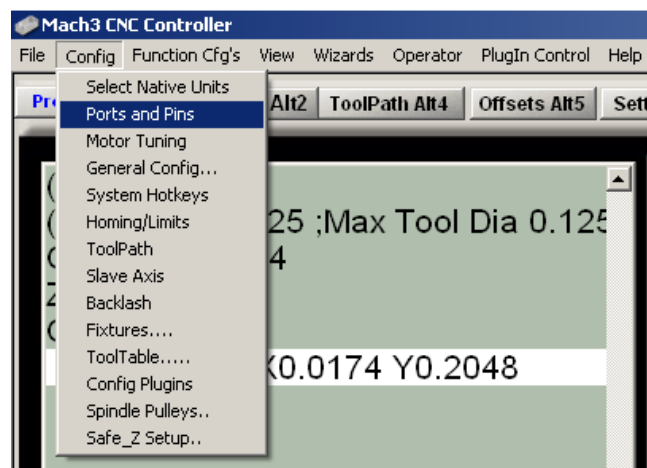 Mach3 CNC Controller
File Config Function Cfg's View Wizards Operator PlugIn Control Help
Pr Alt2 ToolPath Alt4 Offsets Alt5 Sett
Select Native Units
Ports and Pins
Motor Tuning
General Config...
System Hotkeys
Homing/Limits
ToolPath
Slave Axis
Backlash
Fixtures....
ToolTable.....
Config Plugins
Spindle Pulleys..
Safe_Z Setup..
(
( 25 ;Max Tool Dia 0.125
4
Z
(
X0.0174 Y0.2048